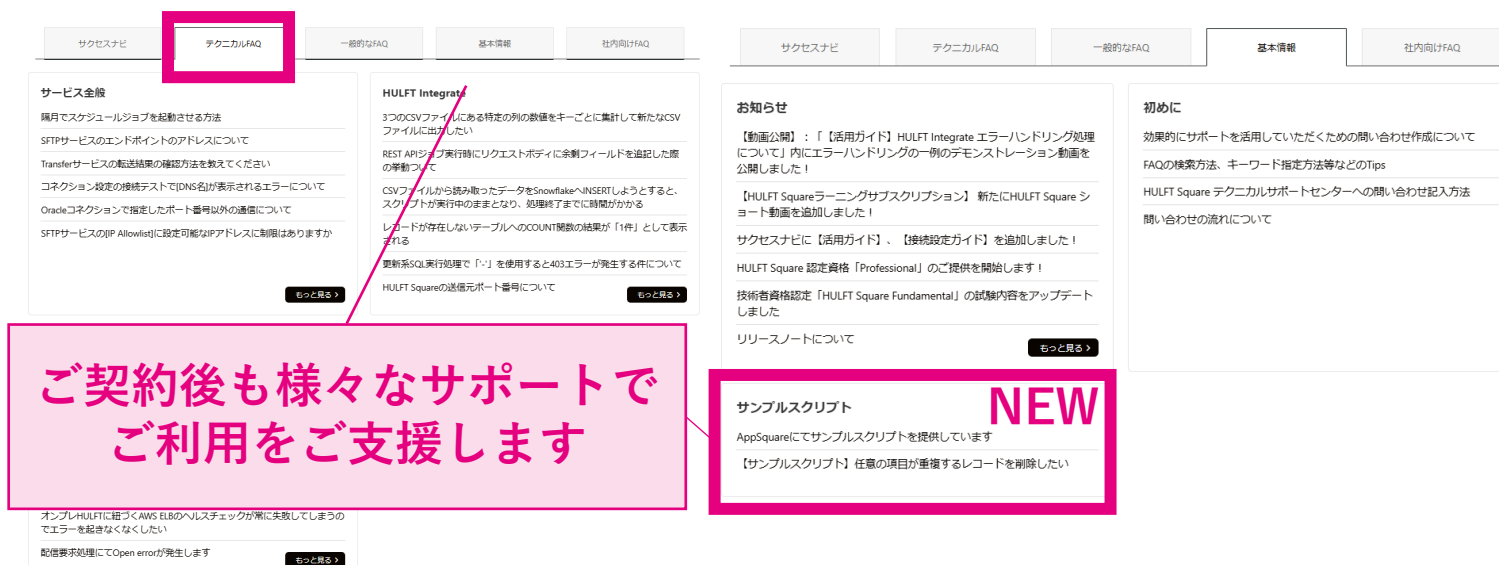 サクセスナビ
テクニカルFAQ
一般的なFAQ
基本情報
社内向けFAQ
サービス全般
隔月でスケジュールジョブを起動させる方法
SFTPサービスのエンドポイントのアドレスについて
Transferサービスの転送結果の確認方法を教えてください
コネクション設定の接続テストで[DNS名]が表示されるエラーについて
Oracleコネクションで指定したポート番号以外の通信について
SFTPサービスの[IP Allowlist]に設定可能なIPアドレスに制限はありますか
もっと見る >
HULFT Integrate
3つのCSVファイルにある特定の列の数値をキーごとに集計して新たなCSV
ファイルに出力したい
REST APIジョブ実行時にリクエストボディに余剰フィールドを追記した際
の挙動ついて
CSVファイルから読み取ったデータをSnowflakeへINSERTしようとすると、
スクリプトが実行中のままとなり、処理終了までに時間がかかる
レコードが存在しないテーブルへのCOUNT関数の結果が「1件」として表示
される
更新系SQL実行処理で「'-'」を使用すると403エラーが発生する件について
HULFT Squareの送信元ポート番号について
もっと見る >
ご契約後も様々なサポートで
ご利用をご支援します
オンプレHULFTに紐づくAWS ELBのヘルスチェックが常に失敗してしまうの
でエラーを起きなくなくしたい
配信要求処理にてOpen errorが発生します
もっと見る >
サクセスナビ
テクニカルFAQ
一般的なFAQ
基本情報
社内向けFAQ
お知らせ
【動画公開】：「【活用ガイド】HULFT Integrate エラーハンドリング処理
について」内にエラーハンドリングの一例のデモンストレーション動画を
公開しました！
【HULFT Squareラーニングサブスクリプション】 新たにHULFT Square シ
ョート動画を追加しました！
サクセスナビに【活用ガイド】、【接続設定ガイド】を追加しました！
HULFT Square 認定資格「Professional」のご提供を開始します！
技術者資格認定「HULFT Square Fundamental」の試験内容をアップデート
しました
リリースノートについて
もっと見る >
初めに
効果的にサポートを活用していただくための問い合わせ作成について
FAQの検索方法、キーワード指定方法等などのTips
HULFT Square テクニカルサポートセンターへの問い合わせ記入方法
問い合わせの流れについて
サンプルスクリプト
NEW
AppSquareにてサンプルスクリプトを提供しています
【サンプルスクリプト】任意の項目が重複するレコードを削除したい